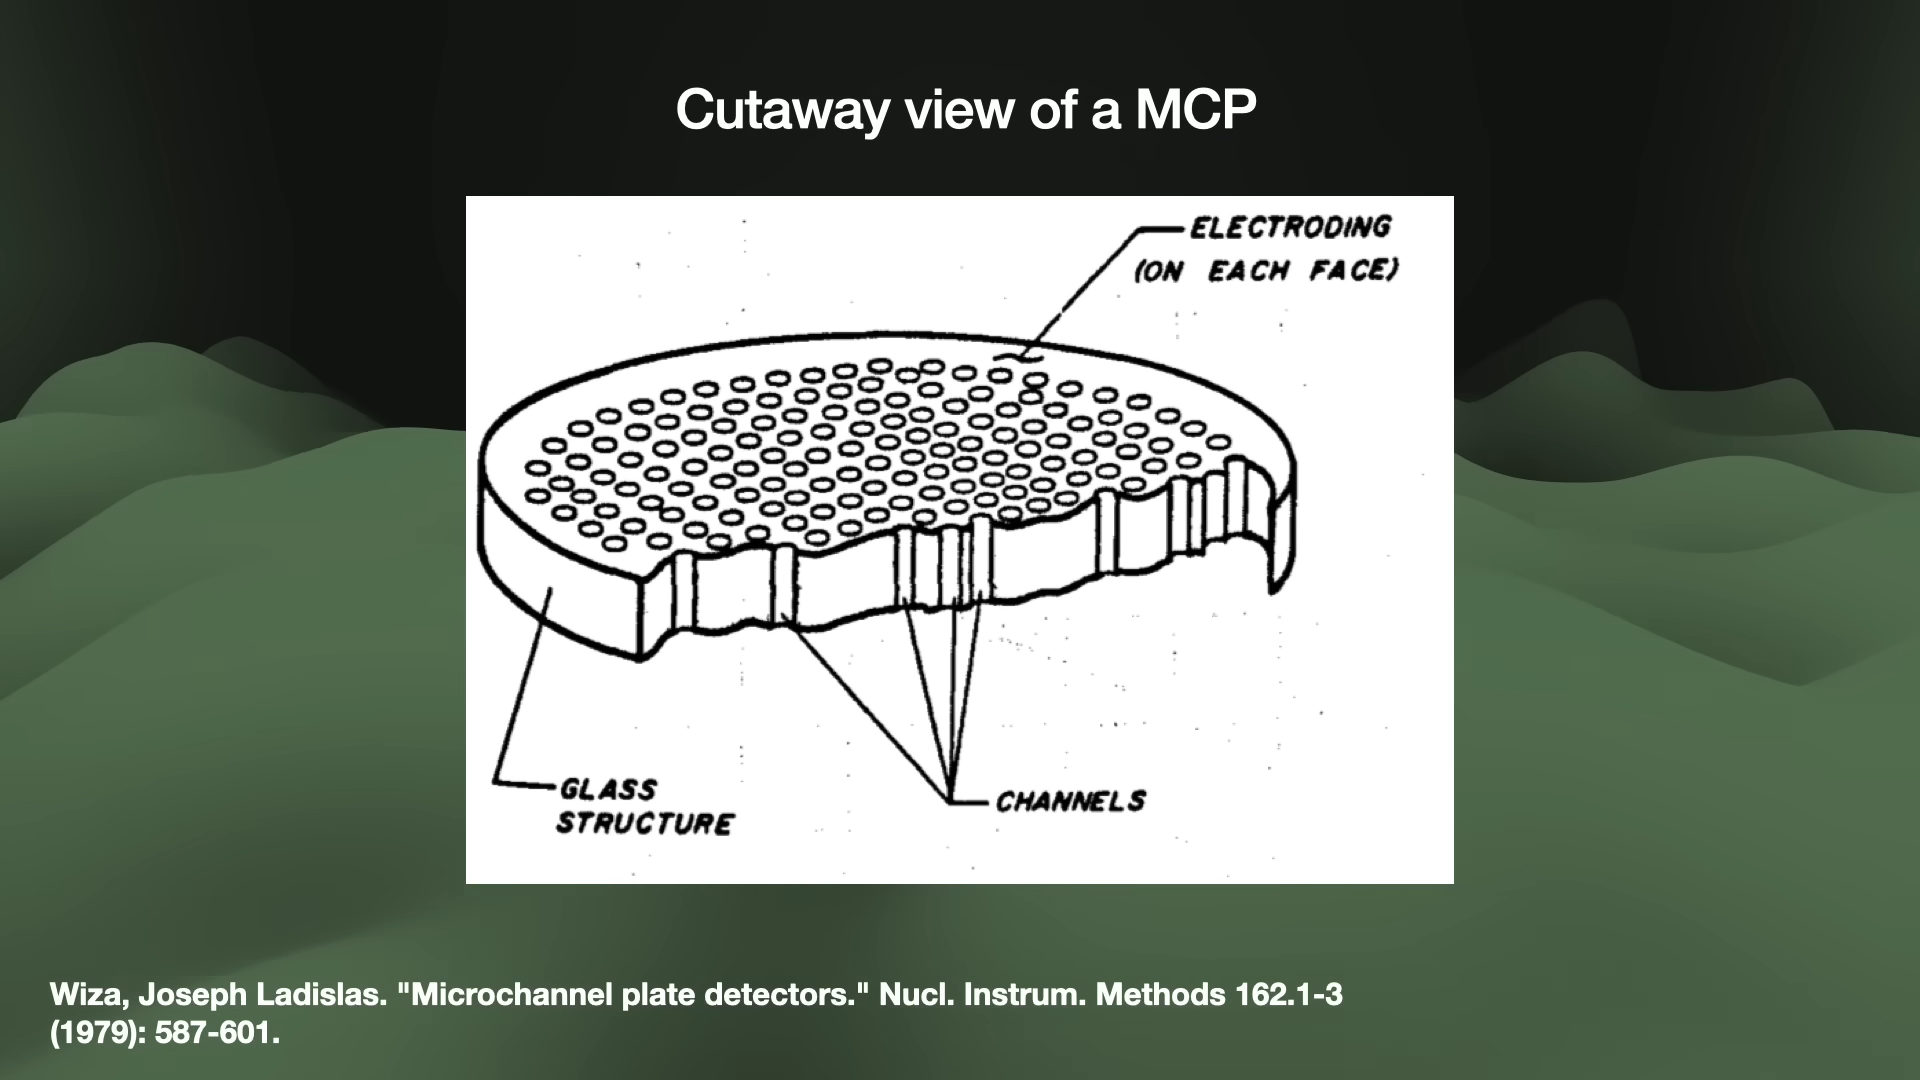 Cutaway view of a MCP
ELECTRODING
(ON EACH FACE)
GLASS
STRUCTURE
CHANNELS
Wiza, Joseph Ladislas. "Microchannel plate detectors." Nucl. Instrum. Methods 162.1-3
(1979): 587-601.